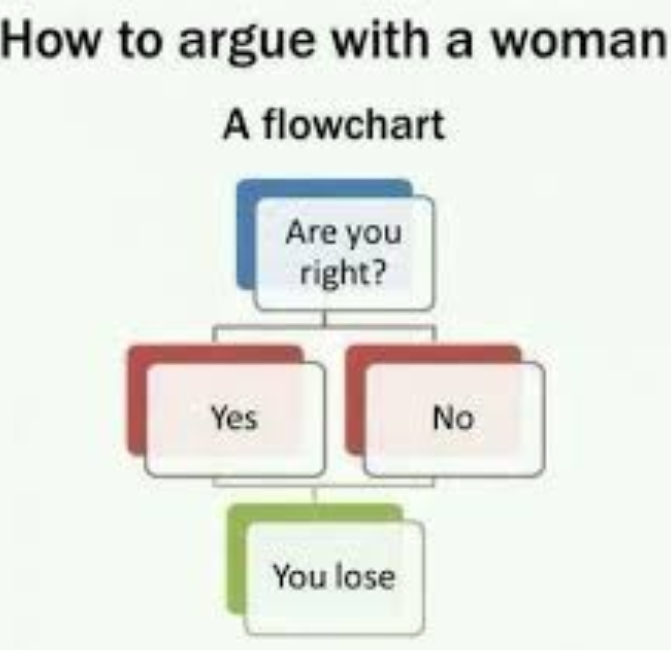 How to argue with a woman
A flowchart
Are you
right?
Yes
No
You lose